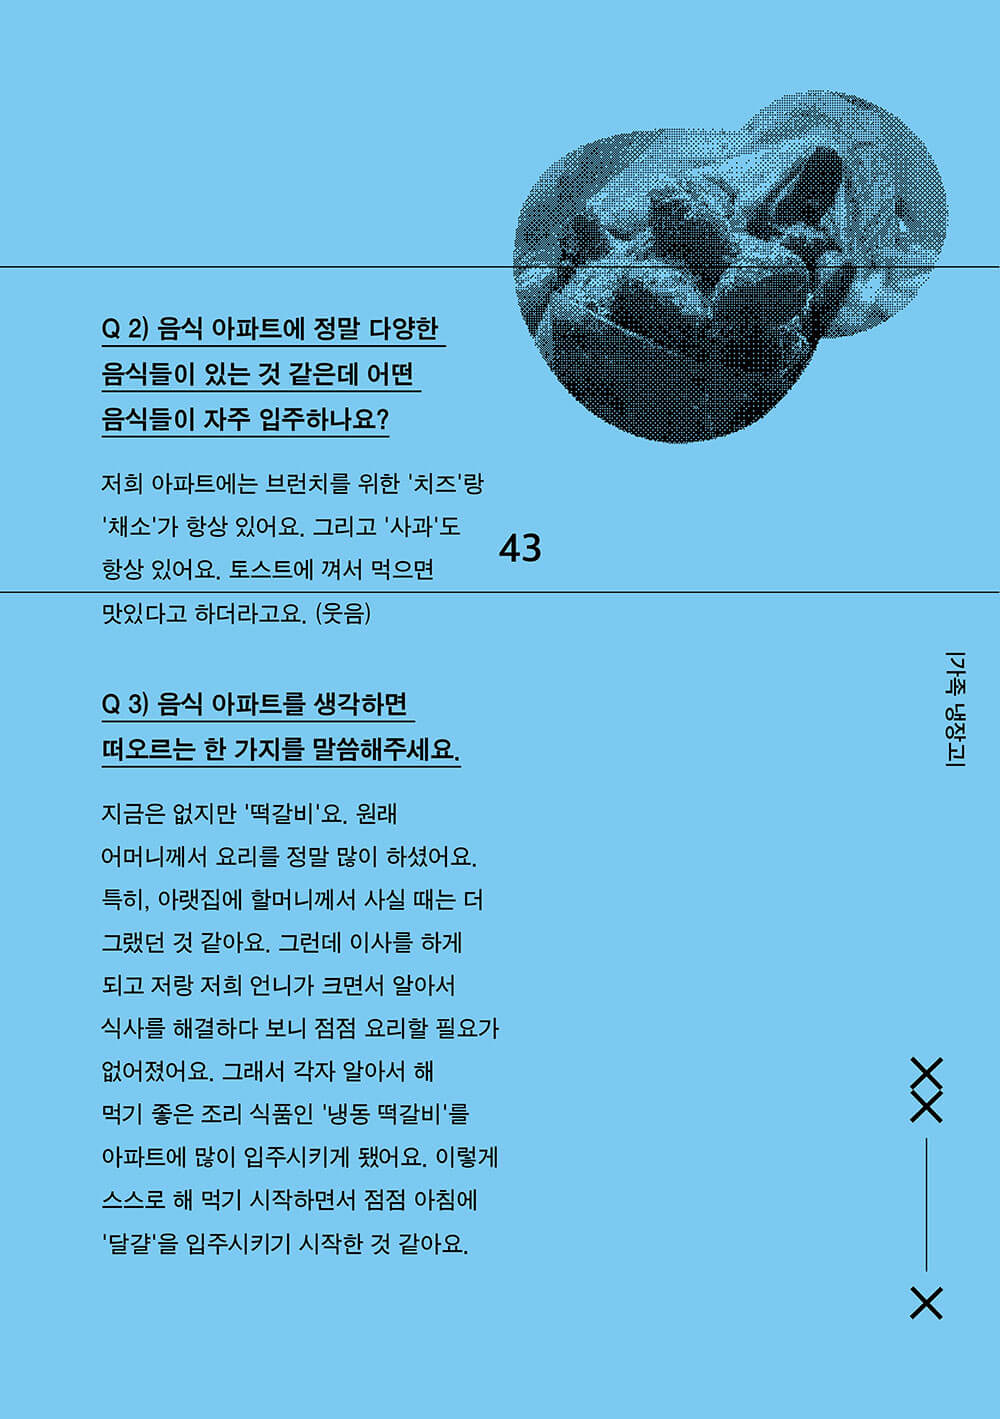 Q 2) 음식 아파트에 정말 다양한
음식들이 있는 것 같은데 어떤
음식들이 자주 입주하나요?
저희 아파트에는 브런치를 위한 '치즈'랑
'채소'가 항상 있어요. 그리고 '사과'도
항상 있어요. 토스트에 껴서 먹으면
맛있다고 하더라고요. (웃음)
43
Q 3) 음식 아파트를 생각하면
떠오르는 한 가지를 말씀해주세요.
지금은 없지만 '떡갈비'요. 원래
어머니께서 요리를 정말 많이 하셨어요.
특히, 아랫집에 할머니께서 사실 때는 더
그랬던 것 같아요. 그런데 이사를 하게
되고 저랑 저희 언니가 크면서 알아서
식사를 해결하다 보니 점점 요리할 필요가
없어졌어요. 그래서 각자 알아서 해
먹기 좋은 조리 식품인 '냉동 떡갈비'를
아파트에 많이 입주시키게 됐어요. 이렇게
스스로 해 먹기 시작하면서 점점 아침에
'달걀'을 입주시키기 시작한 것 같아요.
|가족 냉장고|